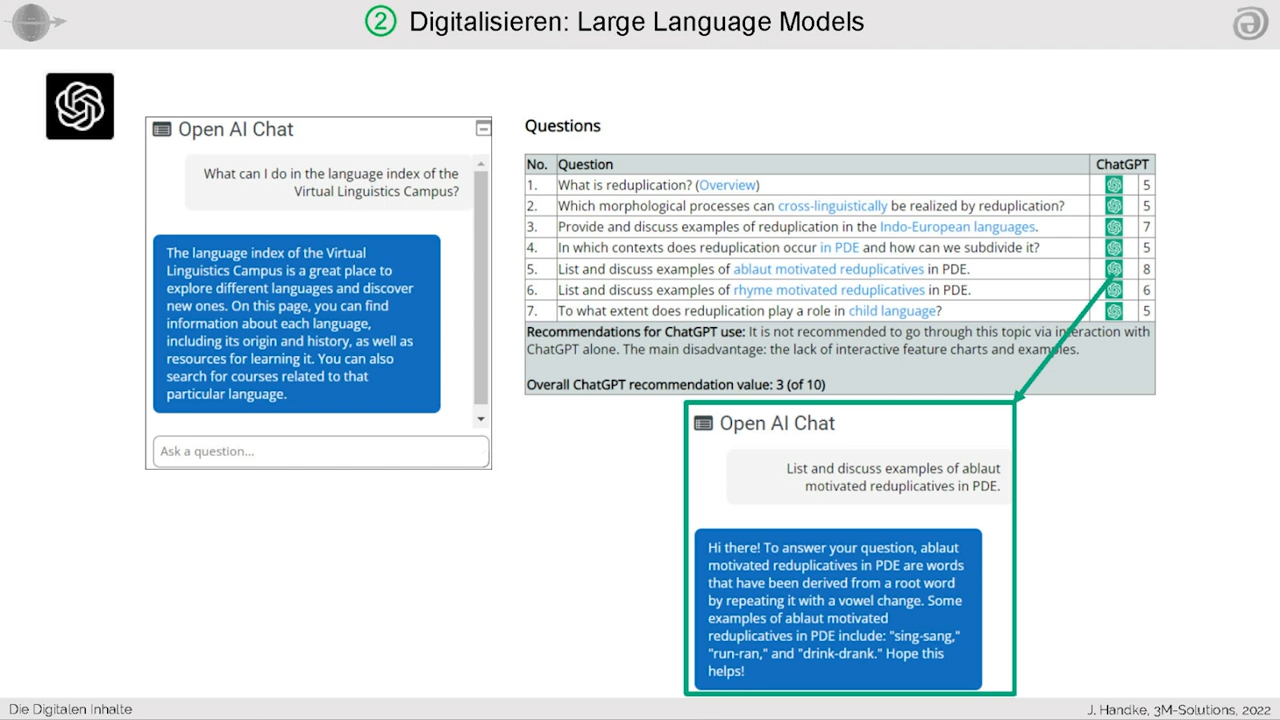 ② Digitalisieren: Large Language Models
Open AI Chat
What can I do in the language index of the
Virtual Linguistics Campus?
The language index of the Virtual
Linguistics Campus is a great place to
explore different languages and discover
new ones. On this page, you can find
information about each language,
including its origin and history, as well as
resources for learning it. You can also
search for courses related to that
particular language.
Ask a question...
Questions
No. Question ChatGPT
1. What is reduplication? (Overview) 5
2. Which morphological processes can cross-linguistically be realized by reduplication? 5
3. Provide and discuss examples of reduplication in the Indo-European languages. 7
4. In which contexts does reduplication occur in PDE and how can we subdivide it? 5
5. List and discuss examples of ablaut motivated reduplicatives in PDE. 8
6. List and discuss examples of rhyme motivated reduplicatives in PDE. 6
7. To what extent does reduplication play a role in child language? 5
Recommendations for ChatGPT use: It is not recommended to go through this topic via interaction with
ChatGPT alone. The main disadvantage: the lack of interactive feature charts and examples.
Overall ChatGPT recommendation value: 3 (of 10)
Open AI Chat
List and discuss examples of ablaut
motivated reduplicatives in PDE.
Hi there! To answer your question, ablaut
motivated reduplicatives in PDE are words
that have been derived from a root word
by repeating it with a vowel change. Some
examples of ablaut motivated
reduplicatives in PDE include: "sing-sang,"
"run-ran," and "drink-drank." Hope this
helps!
Die Digitalen Inhalte
J. Handke, 3M-Solutions, 2022